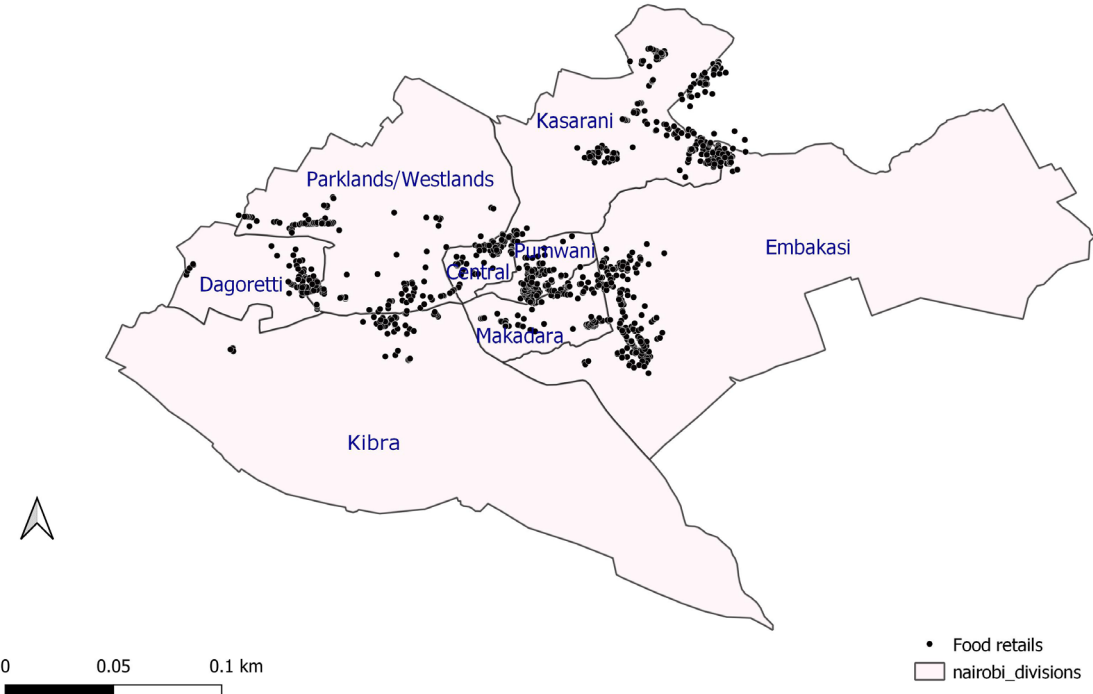 Kasarani
Parklands/Westlands
Embakasi
Pumwani
Central
Dagoretti
Makadara
Kibra
0 0.05 0.1 km
Food retails
nairobi_divisions